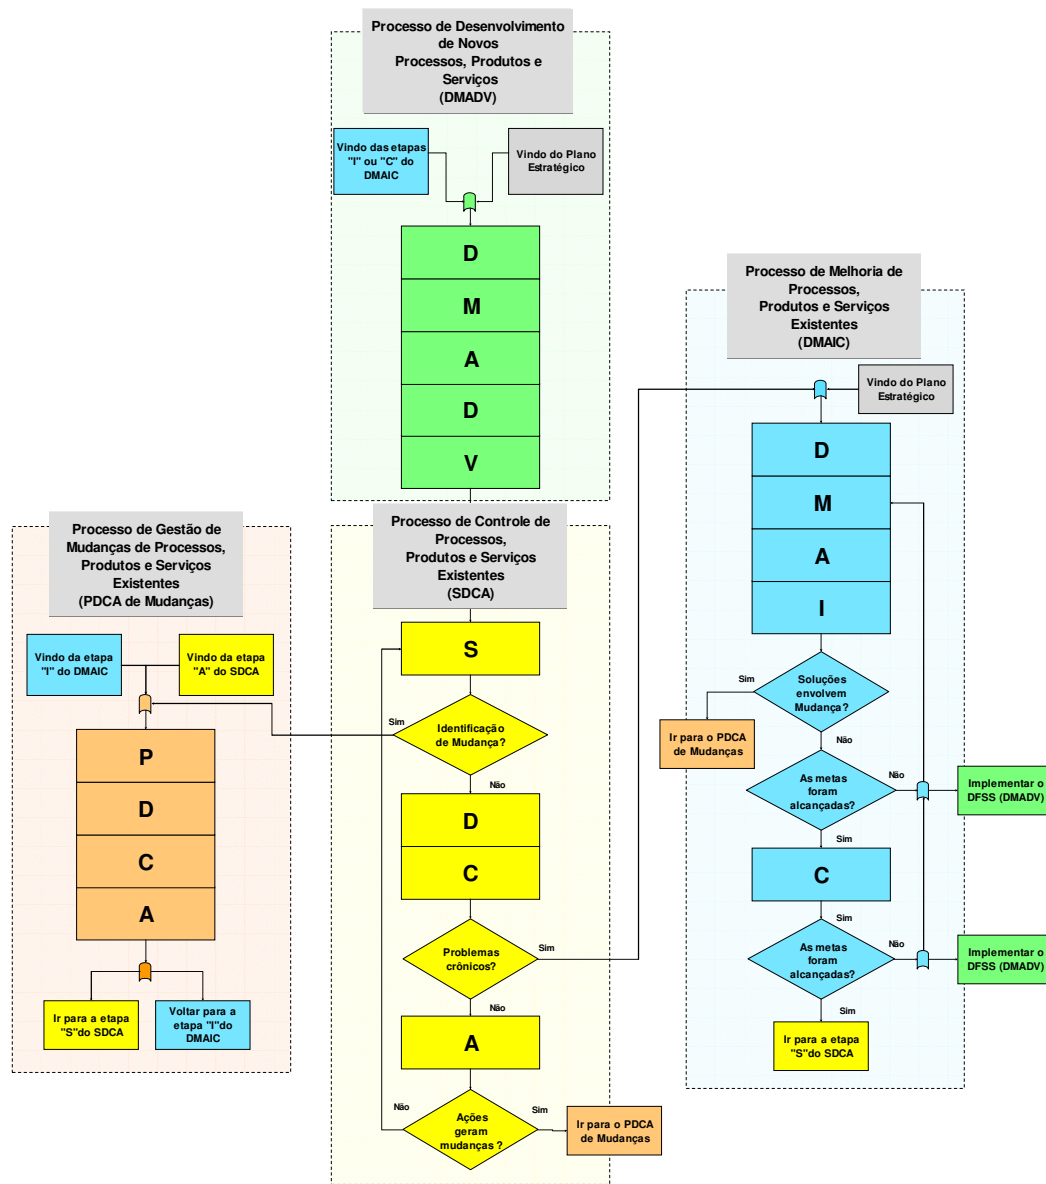 Processo de Desenvolvimento
de Novos
Processos, Produtos e
Serviços
(DMADV)
Vindo das etapas
"I" ou "C" do
DMAIC
Vindo do Plano
Estratégico
D
M
A
D
V
Processo de Melhoria de
Processos,
Produtos e Serviços
Existentes
(DMAIC)
Vindo do Plano
Estratégico
D
M
A
I
Soluções
envolvem
Mudança?
Sim
Ir para o PDCA
de Mudanças
Não
As metas
foram
alcançadas?
Não
Implementar o
DFSS (DMADV)
Sim
C
Sim
As metas
foram
alcançadas?
Não
Implementar o
DFSS (DMADV)
Sim
Ir para a etapa
"S"do SDCA
Processo de Gestão de
Mudanças de Processos,
Produtos e Serviços
Existentes
(PDCA de Mudanças)
Vindo da etapa
"I" do DMAIC
Vindo da etapa
"A" do SDCA
P
D
C
A
Ir para a etapa
"S"do SDCA
Voltar para a
etapa "I"do
DMAIC
Processo de Controle de
Processos,
Produtos e Serviços
Existentes
(SDCA)
S
Sim
Identificação
de Mudança?
Não
D
C
Problemas
crônicos?
Sim
Não
A
Não
Ações
geram
mudanças ?
Sim
Ir para o PDCA
de Mudanças